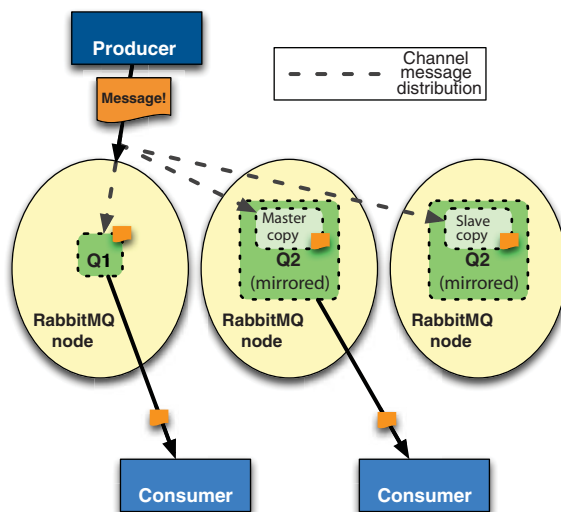 Producer
Message!
Channel
message
distribution
Q1
RabbitMQ
node
Master
copy
Q2
(mirrored)
RabbitMQ
node
Slave
copy
Q2
(mirrored)
RabbitMQ
node
Consumer
Consumer